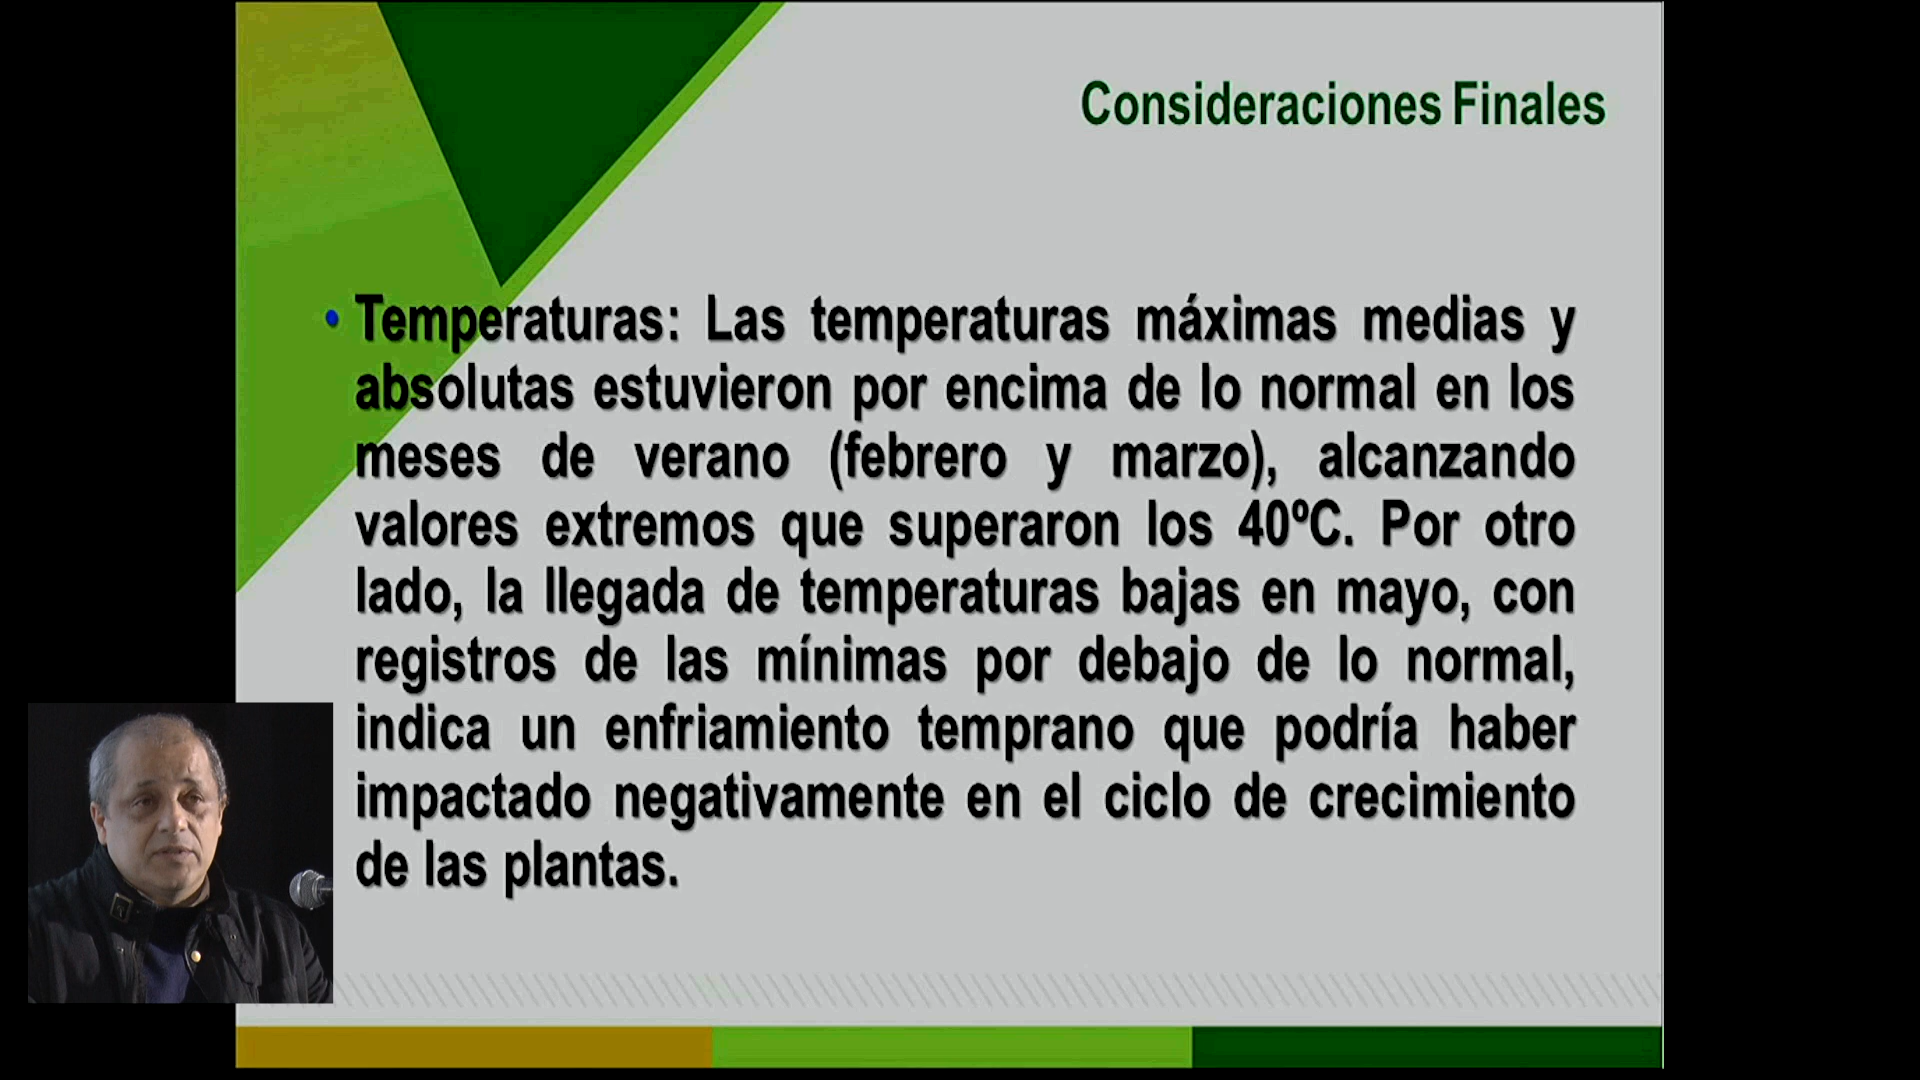 Consideraciones Finales
• Temperaturas: Las temperaturas máximas medias y
absolutas estuvieron por encima de lo normal en los
meses de verano (febrero y marzo), alcanzando
valores extremos que superaron los 40ºC. Por otro
lado, la llegada de temperaturas bajas en mayo, con
registros de las mínimas por debajo de lo normal,
indica un enfriamiento temprano que podría haber
impactado negativamente en el ciclo de crecimiento
de las plantas.